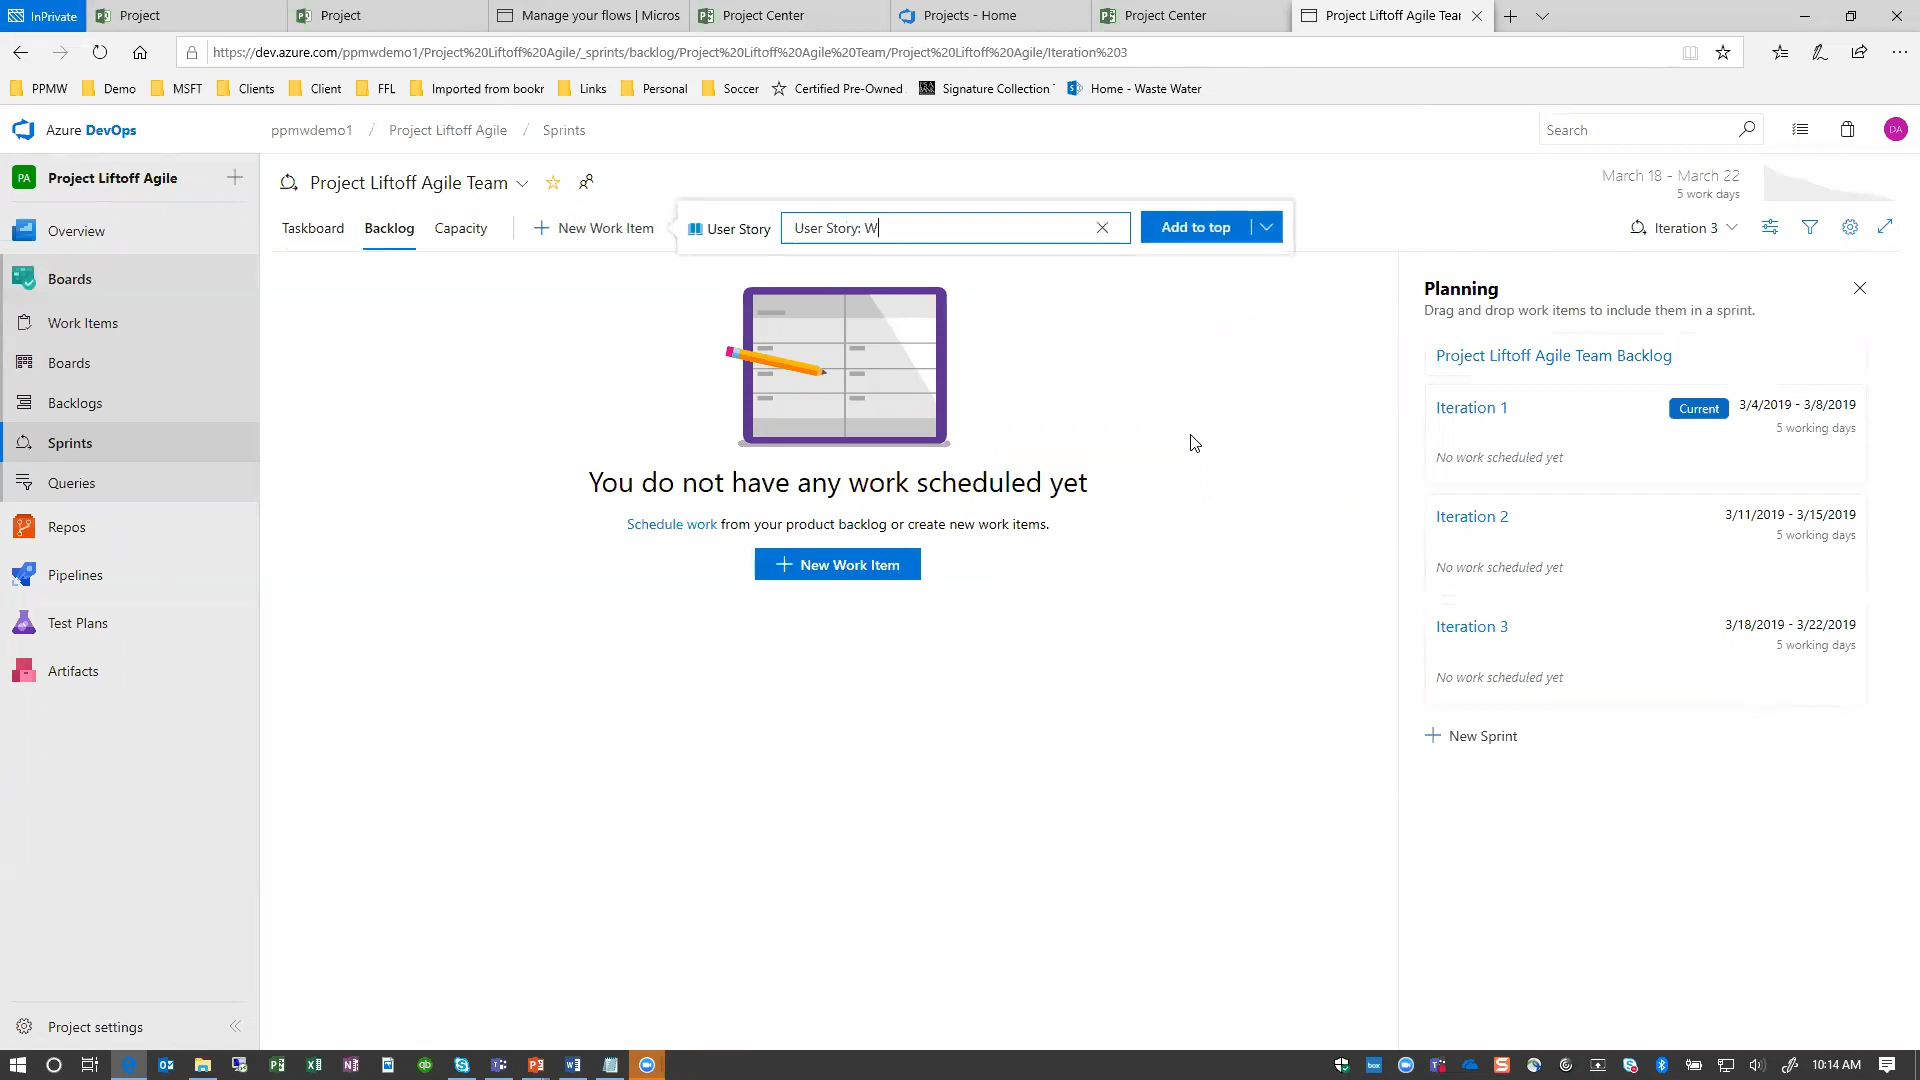 InPrivate
Project
Project
Manage your flows | Micros
Project Center
Projects - Home
Project Center
Project Liftoff Agile Tear
https://dev.azure.com/ppmwdemo1/Project%20Liftoff%20Agile/_sprints/backlog/Project%20Liftoff%20Agile%20Team/Project%20Liftoff%20Agile/Iteration%203
PPMW
Demo
MSFT
Clients
Client
FFL
Imported from bookr
Links
Personal
Soccer
Certified Pre-Owned
Signature Collection
Home - Waste Water
Azure DevOps
ppmwdemo1 / Project Liftoff Agile / Sprints
Search
DA
PA
Project Liftoff Agile
Project Liftoff Agile Team
March 18 - March 22
5 work days
Taskboard
Backlog
Capacity
New Work Item
User Story
User Story: W
Add to top
Iteration 3
Overview
Boards
Work Items
Boards
Backlogs
Sprints
Queries
Repos
Pipelines
Test Plans
Artifacts
Project settings
You do not have any work scheduled yet
Schedule work from your product backlog or create new work items.
New Work Item
Planning
Drag and drop work items to include them in a sprint.
Project Liftoff Agile Team Backlog
Iteration 1
Current
3/4/2019 - 3/8/2019
5 working days
No work scheduled yet
Iteration 2
3/11/2019 - 3/15/2019
5 working days
No work scheduled yet
Iteration 3
3/18/2019 - 3/22/2019
5 working days
No work scheduled yet
New Sprint
10:14 AM